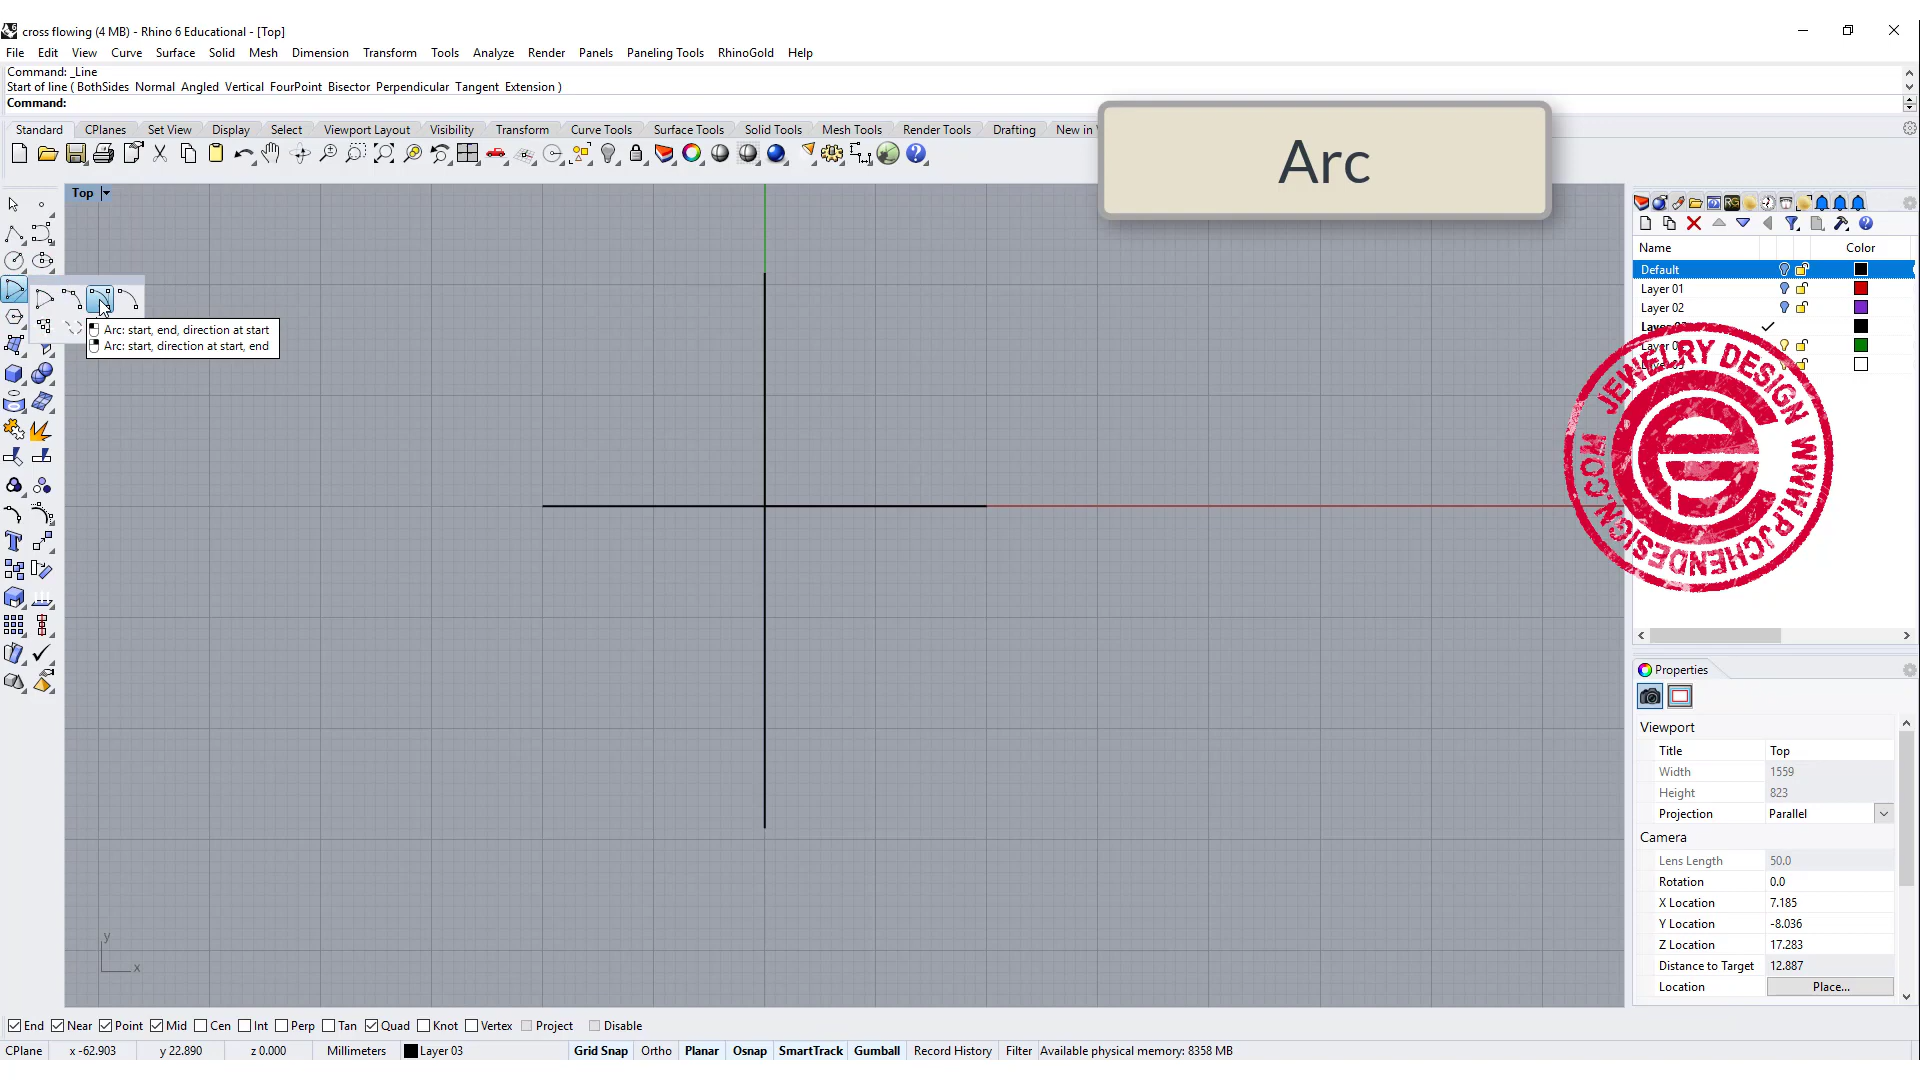 cross flowing (4 MB) - Rhino 6 Educational - [Top]
File Edit View Curve Surface Solid Mesh Dimension Transform Tools Analyze Render Panels Paneling Tools RhinoGold Help
Command: _Line
Start of line ( BothSides Normal Angled Vertical FourPoint Bisector Perpendicular Tangent Extension )
Command:
Standard CPlanes Set View Display Select Viewport Layout Visibility Transform Curve Tools Surface Tools Solid Tools Mesh Tools Render Tools Drafting New in
Arc
Top
Name Color
Default
Layer 01
Layer 02
Arc: start, end, direction at start
Arc: start, direction at start, end
JEWELRY DESIGN WWW.PJCHENDESIGN.COM
Properties
Viewport
Title Top
Width 1559
Height 823
Projection Parallel
Camera
Lens Length 50.0
Rotation 0.0
X Location 7.185
Y Location -8.036
Z Location 17.283
Distance to Target 12.887
Location Place...
y
x
End Near Point Mid Cen Int Perp Tan Quad Knot Vertex Project Disable
CPlane x -62.903 y 22.890 z 0.000 Millimeters Layer 03 Grid Snap Ortho Planar Osnap SmartTrack Gumball Record History Filter Available physical memory: 8358 MB